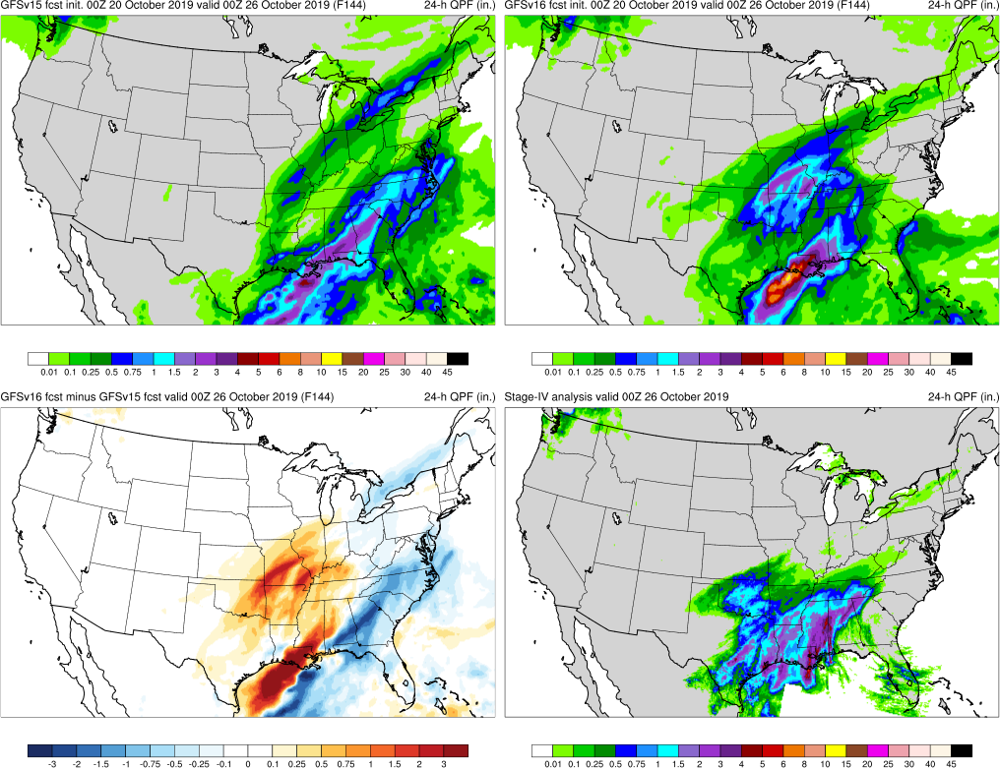 GFSv15 fcst init. 00Z 20 October 2019 valid 00Z 26 October 2019 (F144) 24-h QPF (in.)
GFSv16 fcst init. 00Z 20 October 2019 valid 00Z 26 October 2019 (F144) 24-h QPF (in.)
0.01 0.1 0.25 0.5 0.75 1 1.5 2 3 4 5 6 8 10 15 20 25 30 40 45
0.01 0.1 0.25 0.5 0.75 1 1.5 2 3 4 5 6 8 10 15 20 25 30 40 45
GFSv16 fcst minus GFSv15 fcst valid 00Z 26 October 2019 (F144) 24-h QPF (in.)
Stage-IV analysis valid 00Z 26 October 2019 24-h QPF (in.)
-3 -2 -1.5 -1 -0.75 -0.5 -0.25 -0.1 0 0.1 0.25 0.5 0.75 1 1.5 2 3
0.01 0.1 0.25 0.5 0.75 1 1.5 2 3 4 5 6 8 10 15 20 25 30 40 45